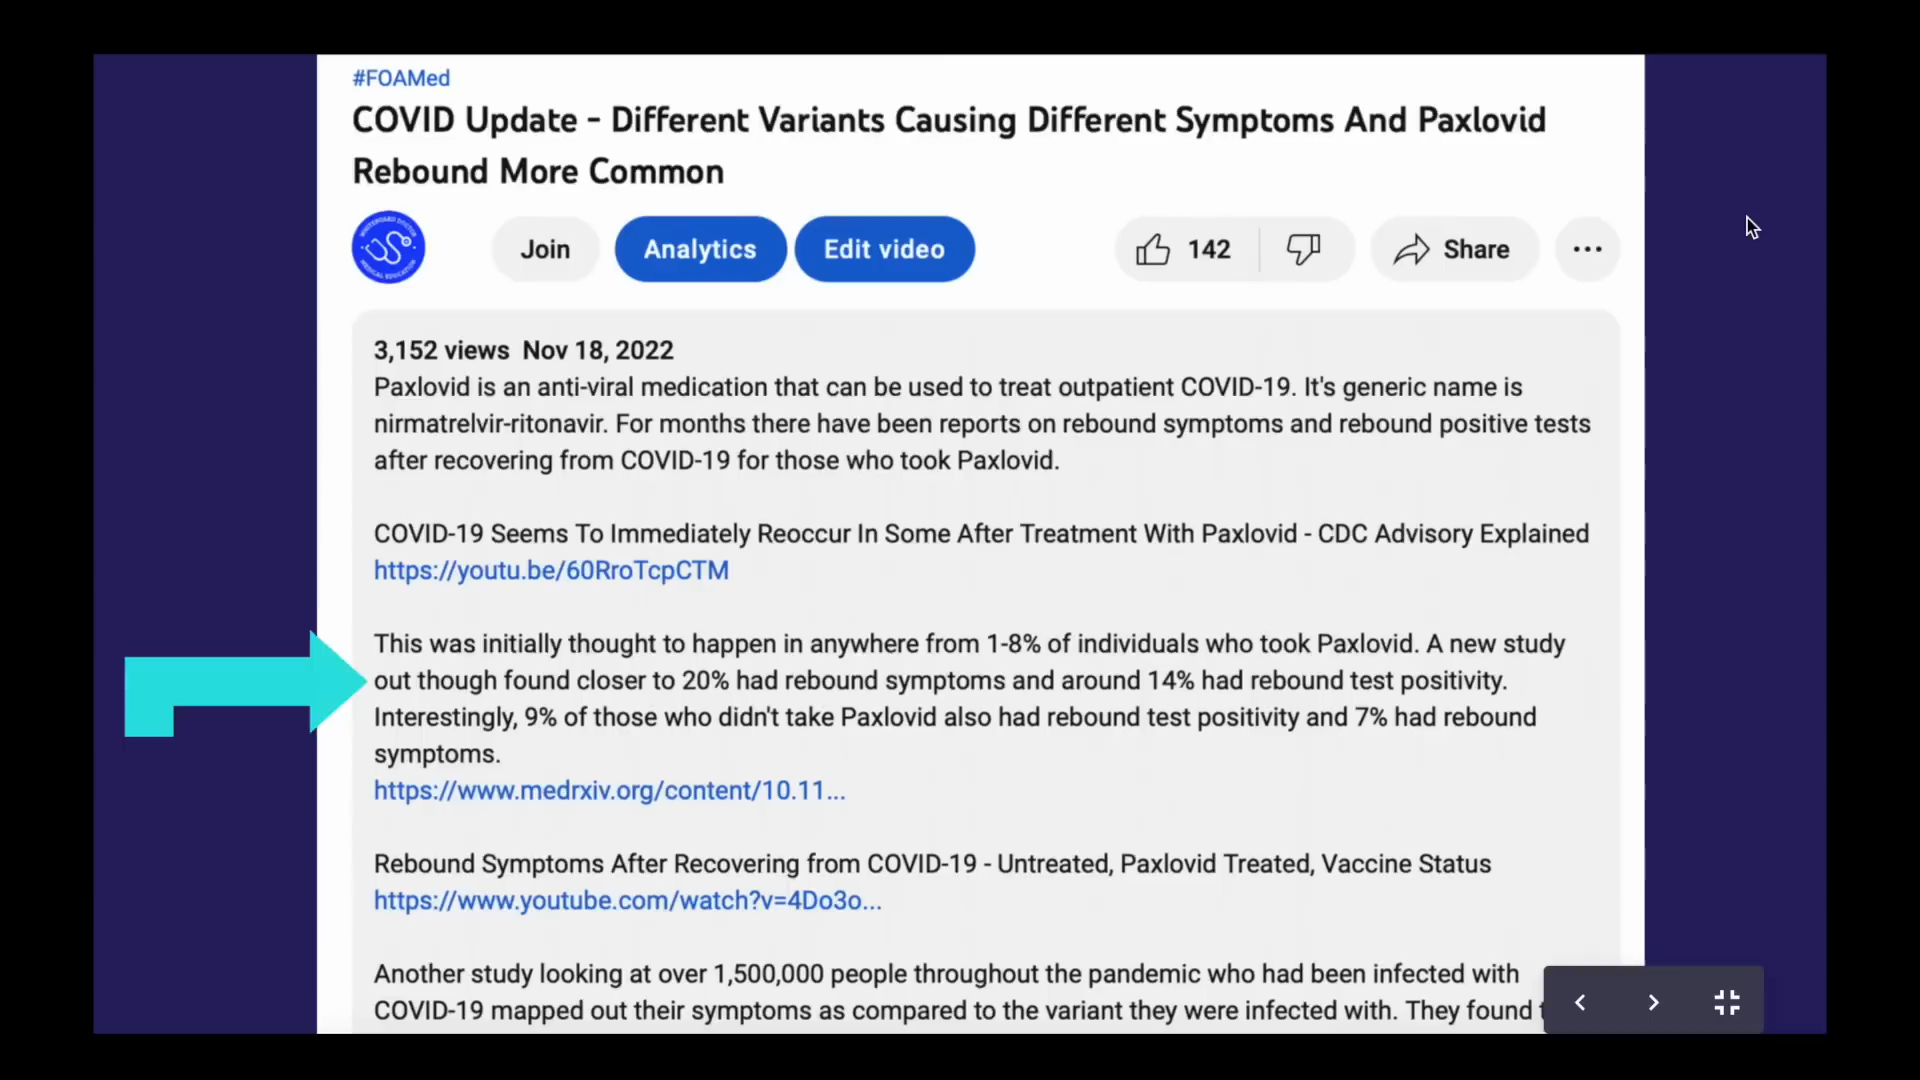 #FOAMed
COVID Update - Different Variants Causing Different Symptoms And Paxlovid
Rebound More Common
WHITEBOARD DOCTOR
MEDICAL EDUCATION
Join
Analytics
Edit video
142
Share
3,152 views Nov 18, 2022
Paxlovid is an anti-viral medication that can be used to treat outpatient COVID-19. It's generic name is
nirmatrelvir-ritonavir. For months there have been reports on rebound symptoms and rebound positive tests
after recovering from COVID-19 for those who took Paxlovid.
COVID-19 Seems To Immediately Reoccur In Some After Treatment With Paxlovid - CDC Advisory Explained
https://youtu.be/60RroTcpCTM
This was initially thought to happen in anywhere from 1-8% of individuals who took Paxlovid. A new study
out though found closer to 20% had rebound symptoms and around 14% had rebound test positivity.
Interestingly, 9% of those who didn't take Paxlovid also had rebound test positivity and 7% had rebound
symptoms.
https://www.medrxiv.org/content/10.11...
Rebound Symptoms After Recovering from COVID-19 - Untreated, Paxlovid Treated, Vaccine Status
https://www.youtube.com/watch?v=4Do3o...
Another study looking at over 1,500,000 people throughout the pandemic who had been infected with
COVID-19 mapped out their symptoms as compared to the variant they were infected with. They found